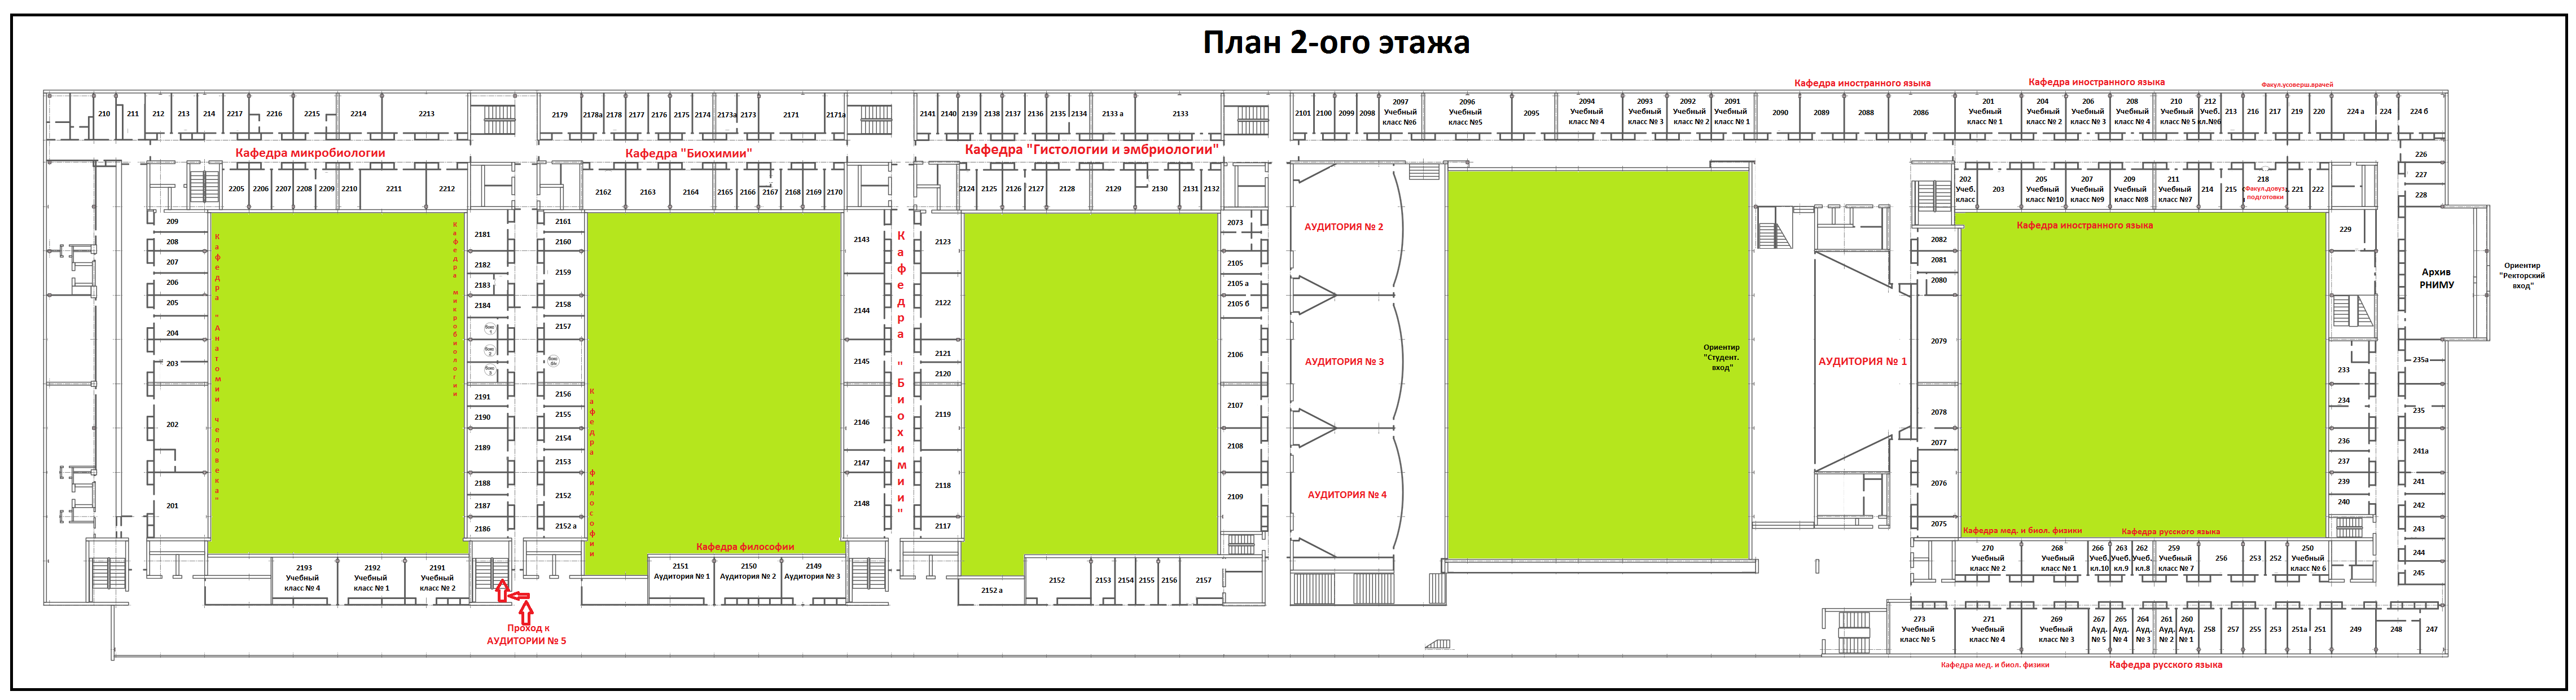 План 2-ого этажа
Кафедра иностранного языка
Кафедра иностранного языка
Факул.усоверш.врачей
210
211
212
213
214
2217
2216
2215
2214
2213
2179
2178а
2178
2177
2176
2175
2174
2173а
2173
2171
2171а
2141
2140
2139
2138
2137
2136
2135
2134
2133 а
2133
2101
2100
2099
2098
2097
Учебный
класс №6
2096
Учебный
класс №5
2095
2094
Учебный
класс № 4
2093
Учебный
класс № 3
2092
Учебный
класс № 2
2091
Учебный
класс № 1
2090
2089
2088
2086
201
Учебный
класс № 1
204
Учебный
класс № 2
206
Учебный
класс № 3
208
Учебный
класс № 4
210
Учебный
класс № 5
212
Учеб.
кл.№6
213
216
217
219
220
224 а
224
224 б
Кафедра микробиологии
Кафедра "Биохимии"
Кафедра "Гистологии и эмбриологии"
226
227
228
2205
2206
2207
2208
2209
2210
2211
2212
2162
2163
2164
2165
2166
2167
2168
2169
2170
2124
2125
2126
2127
2128
2129
2130
2131
2132
202
Учеб.
класс
203
205
Учебный
класс №10
207
Учебный
класс №9
209
Учебный
класс №8
211
Учебный
класс №7
214
215
218
Факул.довуз.
подготовки
221
222
209
208
207
206
205
204
203
202
201
Кафедра "Анатомии человека"
Кафедра микробиологии
2181
2182
2183
2184
бокс
1
бокс
2
бокс
3
2191
2190
2189
2188
2187
2186
2161
2160
2159
2158
2157
2156
2155
2154
2153
2152
2152 а
Кафедра философии
2143
2144
2145
2146
2147
2148
Кафедра "Биохимии"
2123
2122
2121
2120
2119
2118
2117
2073
2105
2105 а
2105 б
2106
2107
2108
2109
АУДИТОРИЯ № 2
АУДИТОРИЯ № 3
АУДИТОРИЯ № 4
Ориентир
"Студент.
вход"
АУДИТОРИЯ № 1
2082
2081
2080
2079
2078
2077
2076
2075
Кафедра иностранного языка
229
233
234
236
237
239
240
Архив
РНИМУ
Ориентир
"Ректорский
вход"
235а
235
241а
241
242
243
244
245
Кафедра мед. и биол. физики
Кафедра русского языка
Кафедра философии
2193
Учебный
класс № 4
2192
Учебный
класс № 1
2191
Учебный
класс № 2
2151
Аудитория № 1
2150
Аудитория № 2
2149
Аудитория № 3
2152 а
2152
2153
2154
2155
2156
2157
270
Учебный
класс № 2
268
Учебный
класс № 1
266
Учеб.
кл.10
263
Учеб.
кл.9
262
Учеб.
кл.8
259
Учебный
класс № 7
256
253
252
250
Учебный
класс № 6
Проход к
АУДИТОРИИ № 5
273
Учебный
класс № 5
271
Учебный
класс № 4
269
Учебный
класс № 3
267
Ауд.
№ 5
265
Ауд.
№ 4
264
Ауд.
№ 3
261
Ауд.
№ 2
260
Ауд.
№ 1
258
257
255
253
251а
251
249
248
247
Кафедра мед. и биол. физики
Кафедра русского языка